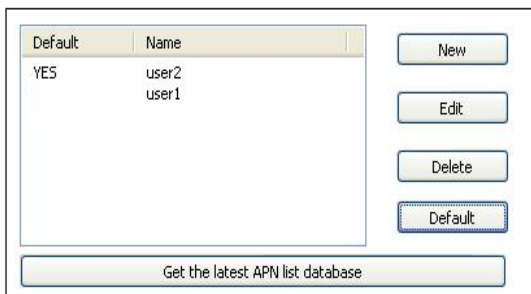 Default Name
YES user2
user1
New
Edit
Delete
Default
Get the latest APN list database